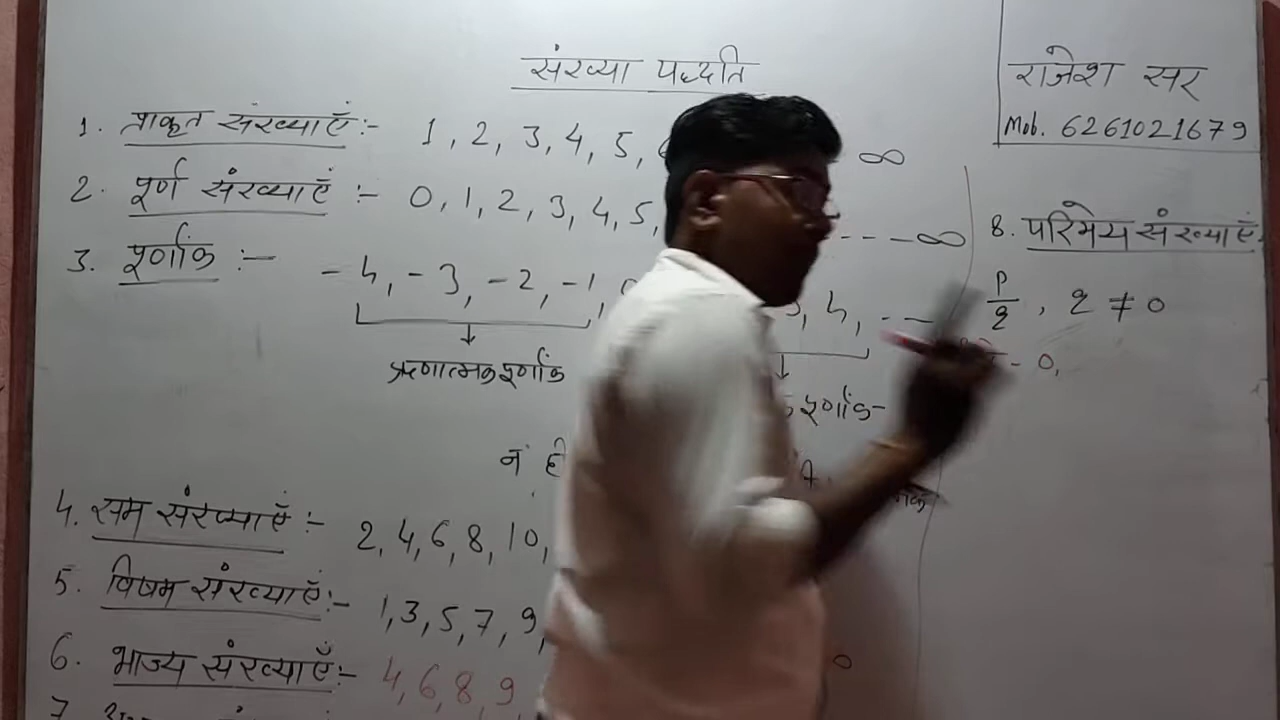 संख्या पद्धति
राजेश सर
Mob. 6261021679
1. प्राकृत संख्याएँ:- 1, 2, 3, 4, 5, ∞
2. पूर्ण संख्याएँ :- 0, 1, 2, 3, 4, 5, - - - ∞
3. पूर्णांक :- - 4, - 3, - 2, -1, 4, - - -
ऋणात्मक पूर्णांक पूर्णांक
4. सम संख्याएँ :- 2, 4, 6, 8, 10,
5. विषम संख्याएँ:- 1, 3, 5, 7, 9,
6. भाज्य संख्याएँ:- 4, 6, 8, 9
7.
8. परिमेय संख्याएँ
p/q , q ≠ 0
- 0,